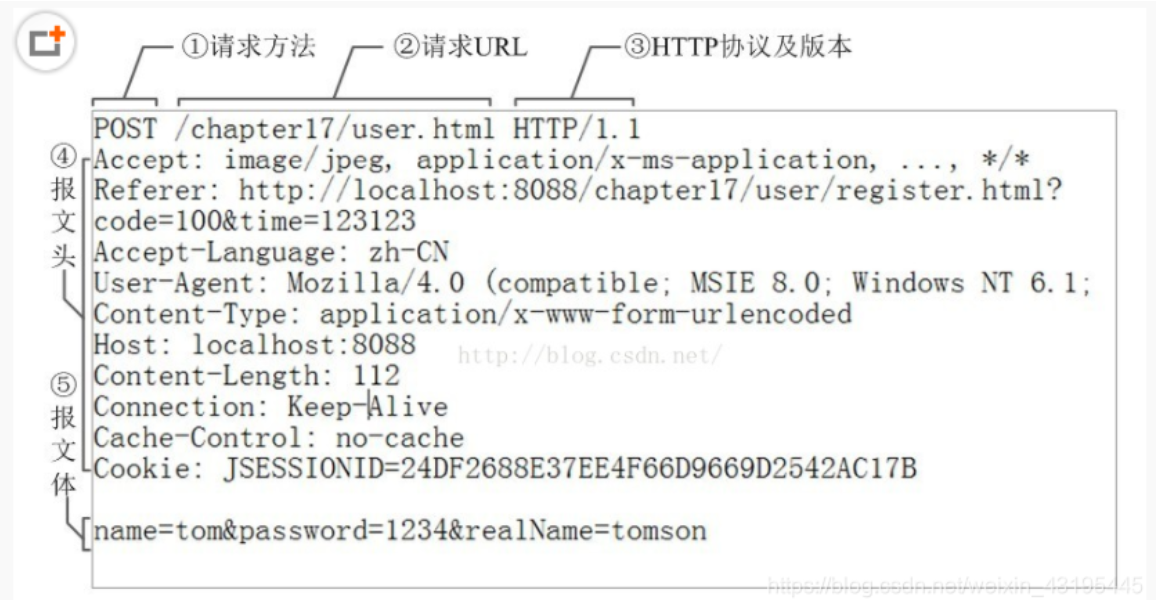 ①请求方法 ②请求URL ③HTTP协议及版本
POST /chapter17/user.html HTTP/1.1
④报文头
Accept: image/jpeg, application/x-ms-application, ..., */*
Referer: http://localhost:8088/chapter17/user/register.html?
code=100&time=123123
Accept-Language: zh-CN
User-Agent: Mozilla/4.0 (compatible; MSIE 8.0; Windows NT 6.1;
Content-Type: application/x-www-form-urlencoded
Host: localhost:8088
http://blog.csdn.net/
Content-Length: 112
Connection: Keep-Alive
Cache-Control: no-cache
Cookie: JSESSIONID=24DF2688E37EE4F66D9669D2542AC17B
⑤报文体
name=tom&password=1234&realName=tomson
https://blog.csdn.net/weixin_43195445